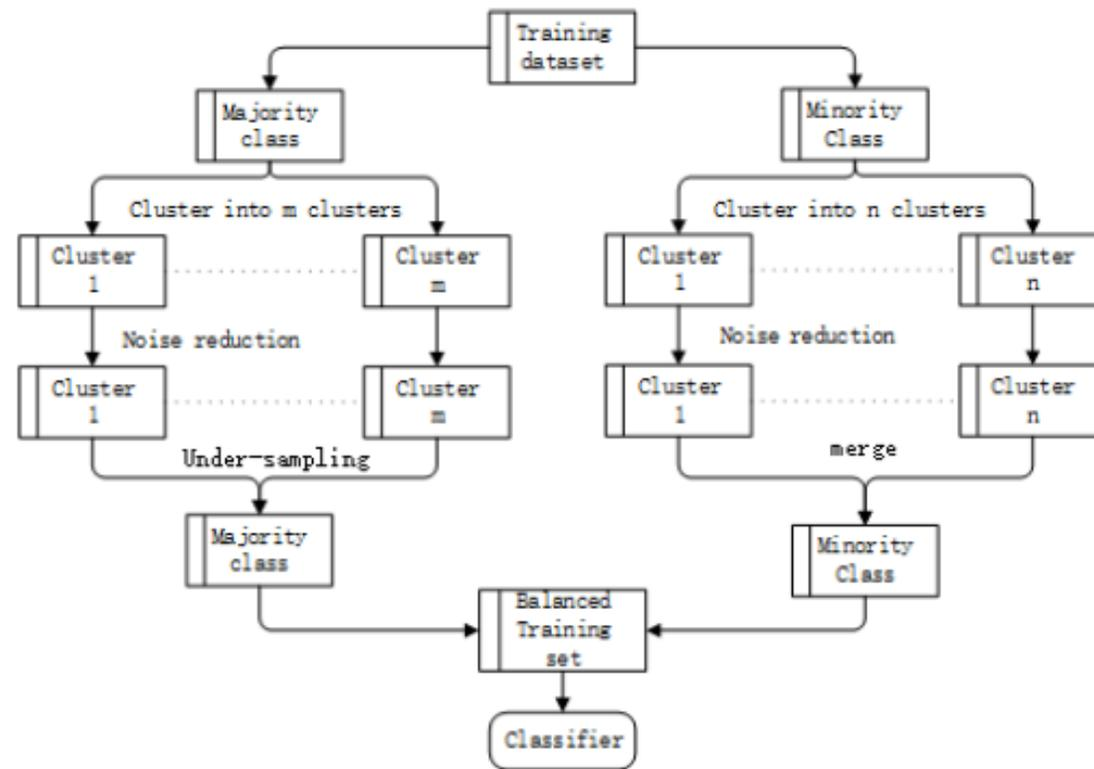 Training
dataset
Majority
class
Minority
Class
Cluster into m clusters
Cluster into n clusters
Cluster
1
Cluster
m
Cluster
1
Cluster
n
Noise reduction
Noise reduction
Cluster
1
Cluster
m
Cluster
1
Cluster
n
Under-sampling
merge
Majority
class
Minority
Class
Balanced
Training
set
Classifier